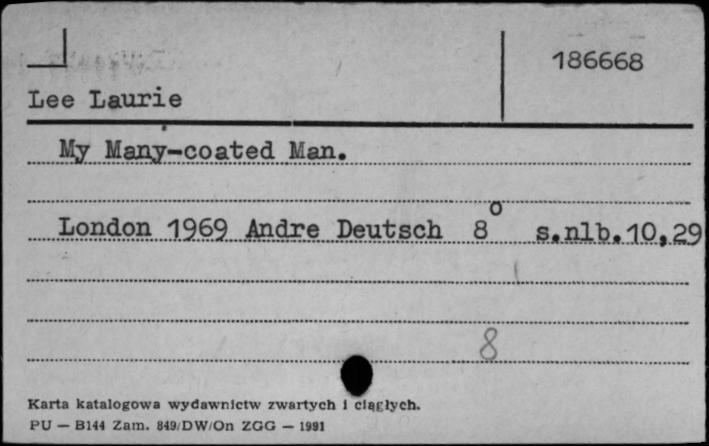 186668
Lee Laurie
My Many-coated Man.
London 1969 Andre Deutsch 8° s.nlb.10,29
8
Karta katalogowa wydawnictw zwartych i ciągłych.
PU — B144 Zam. 849/DW/On ZGG — 1991